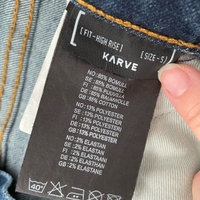 [ FIT - HIGH RISE ]
[ SIZE - S ]
KARVE
NO: 85% BOMULL
SE: 85% BOMULL
FI: 85% PUUVILLA
DE: 85% BAUMWOLLE
GB: 85% COTTON
NO: 13% POLYESTER
SE: 13% POLYESTER
FI: 13% POLYESTERI
DE: 13% POLYESTER
GB: 13% POLYESTER
NO: 2% ELASTAN
SE: 2% ELASTAN
FI: 2% ELASTAANI
DE: 2% ELASTHAN
GB: 2% ELASTANE
40°